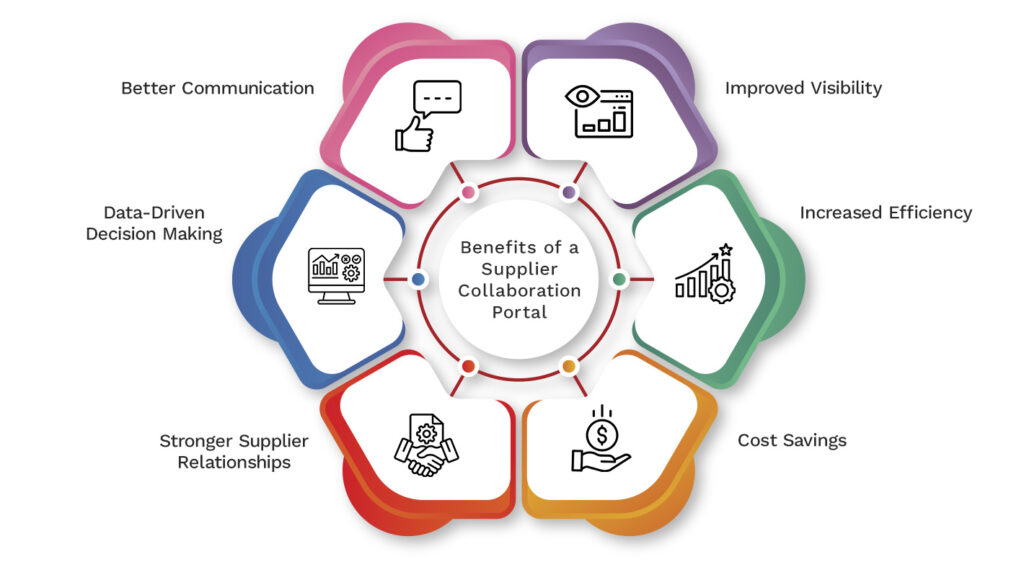 Better Communication
Improved Visibility
Data-Driven
Decision Making
Increased Efficiency
Benefits of a
Supplier
Collaboration
Portal
Stronger Supplier
Relationships
Cost Savings
$